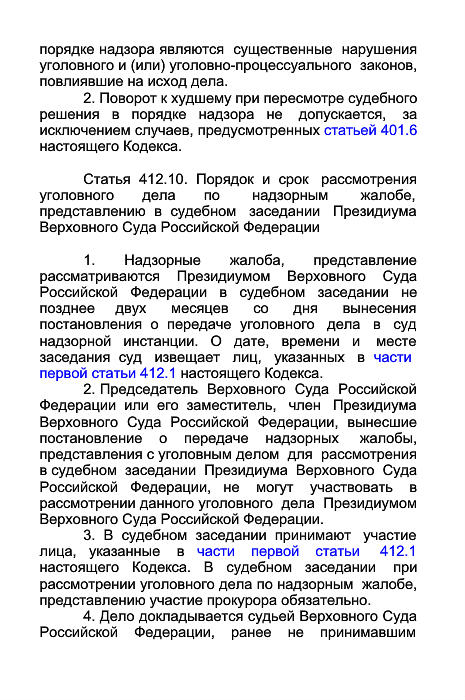 порядке надзора являются существенные нарушения
уголовного и (или) уголовно-процессуального законов,
повлиявшие на исход дела.
2. Поворот к худшему при пересмотре судебного
решения в порядке надзора не допускается, за
исключением случаев, предусмотренных статьей 401.6
настоящего Кодекса.
Статья 412.10. Порядок и срок рассмотрения
уголовного дела по надзорным жалобе,
представлению в судебном заседании Президиума
Верховного Суда Российской Федерации
1. Надзорные жалоба, представление
рассматриваются Президиумом Верховного Суда
Российской Федерации в судебном заседании не
позднее двух месяцев со дня вынесения
постановления о передаче уголовного дела в суд
надзорной инстанции. О дате, времени и месте
заседания суд извещает лиц, указанных в части
первой статьи 412.1 настоящего Кодекса.
2. Председатель Верховного Суда Российской
Федерации или его заместитель, член Президиума
Верховного Суда Российской Федерации, вынесшие
постановление о передаче надзорных жалобы,
представления с уголовным делом для рассмотрения
в судебном заседании Президиума Верховного Суда
Российской Федерации, не могут участвовать в
рассмотрении данного уголовного дела Президиумом
Верховного Суда Российской Федерации.
3. В судебном заседании принимают участие
лица, указанные в части первой статьи 412.1
настоящего Кодекса. В судебном заседании при
рассмотрении уголовного дела по надзорным жалобе,
представлению участие прокурора обязательно.
4. Дело докладывается судьей Верховного Суда
Российской Федерации, ранее не принимавшим